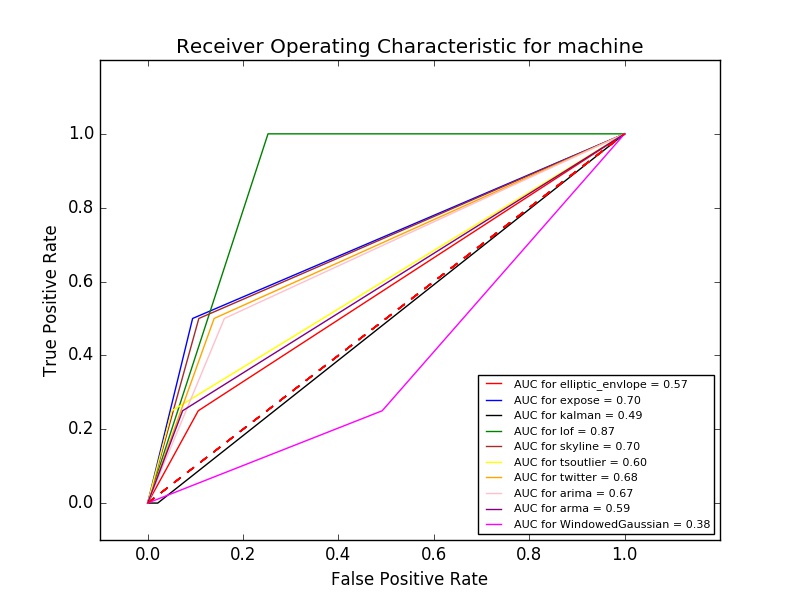 Receiver Operating Characteristic for machine
True Positive Rate
1.0
0.8
0.6
0.4
0.2
0.0
0.0 0.2 0.4 0.6 0.8 1.0
False Positive Rate
AUC for elliptic_envlope = 0.57
AUC for expose = 0.70
AUC for kalman = 0.49
AUC for lof = 0.87
AUC for skyline = 0.70
AUC for tsoutlier = 0.60
AUC for twitter = 0.68
AUC for arima = 0.67
AUC for arma = 0.59
AUC for WindowedGaussian = 0.38